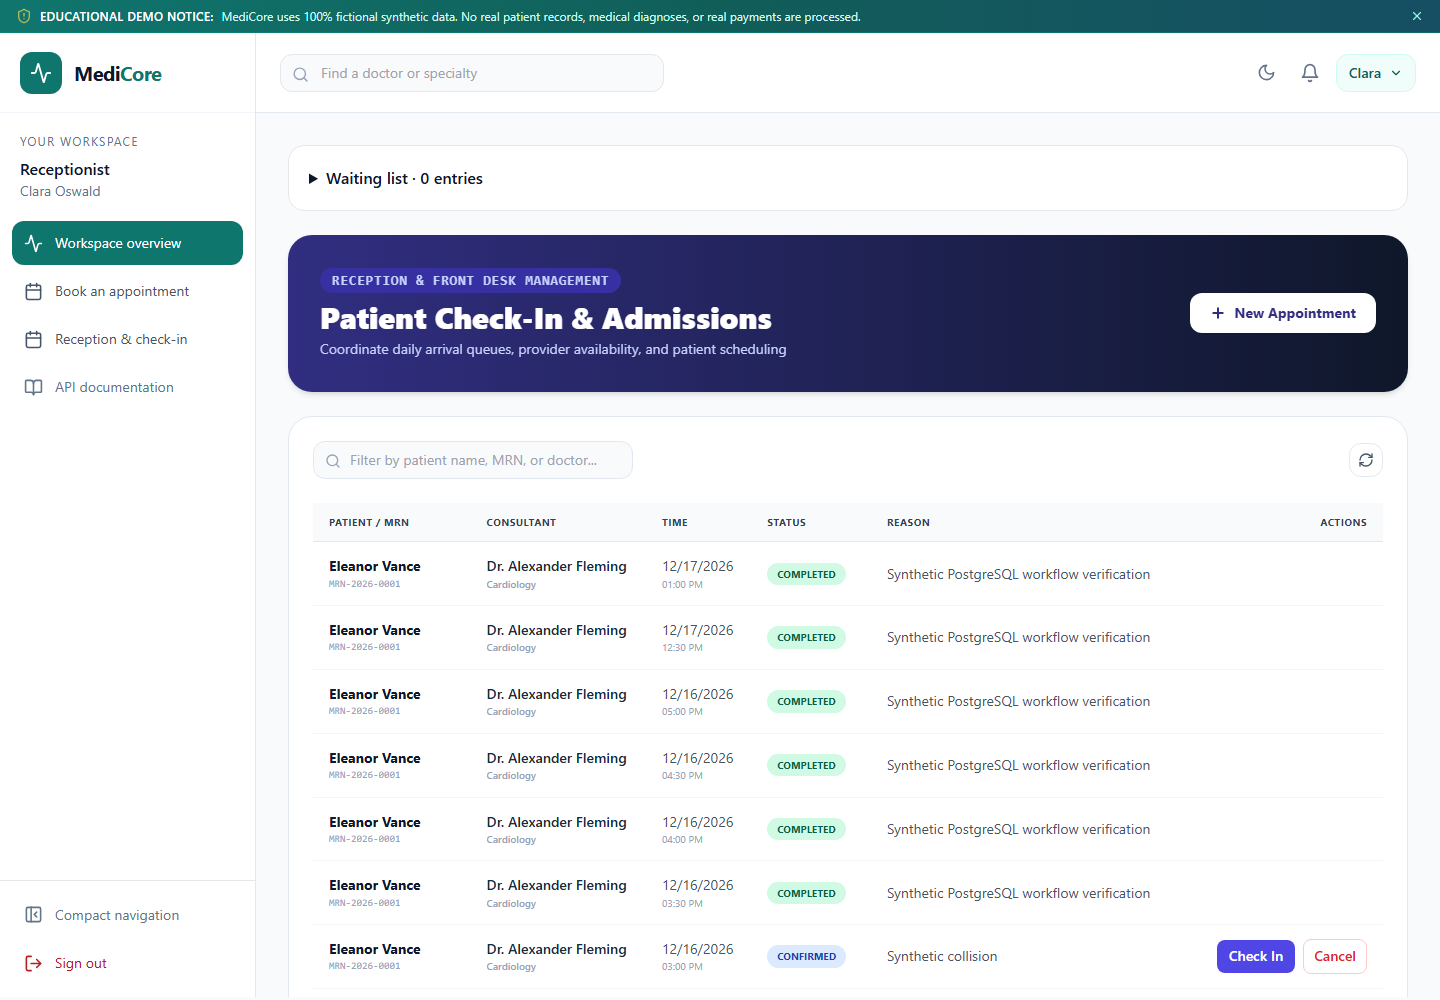 EDUCATIONAL DEMO NOTICE: MediCore uses 100% fictional synthetic data. No real patient records, medical diagnoses, or real payments are processed.
MediCore
Find a doctor or specialty
Clara
YOUR WORKSPACE
Receptionist
Clara Oswald
Workspace overview
Book an appointment
Reception & check-in
API documentation
Compact navigation
Sign out
Waiting list · 0 entries
RECEPTION & FRONT DESK MANAGEMENT
Patient Check-In & Admissions
Coordinate daily arrival queues, provider availability, and patient scheduling
New Appointment
Filter by patient name, MRN, or doctor...
PATIENT / MRN CONSULTANT TIME STATUS REASON ACTIONS
Eleanor Vance Dr. Alexander Fleming 12/17/2026 COMPLETED Synthetic PostgreSQL workflow verification
MRN-2026-0001 Cardiology 01:00 PM
Eleanor Vance Dr. Alexander Fleming 12/17/2026 COMPLETED Synthetic PostgreSQL workflow verification
MRN-2026-0001 Cardiology 12:30 PM
Eleanor Vance Dr. Alexander Fleming 12/16/2026 COMPLETED Synthetic PostgreSQL workflow verification
MRN-2026-0001 Cardiology 05:00 PM
Eleanor Vance Dr. Alexander Fleming 12/16/2026 COMPLETED Synthetic PostgreSQL workflow verification
MRN-2026-0001 Cardiology 04:30 PM
Eleanor Vance Dr. Alexander Fleming 12/16/2026 COMPLETED Synthetic PostgreSQL workflow verification
MRN-2026-0001 Cardiology 04:00 PM
Eleanor Vance Dr. Alexander Fleming 12/16/2026 COMPLETED Synthetic PostgreSQL workflow verification
MRN-2026-0001 Cardiology 03:30 PM
Eleanor Vance Dr. Alexander Fleming 12/16/2026 CONFIRMED Synthetic collision Check In Cancel
MRN-2026-0001 Cardiology 03:00 PM